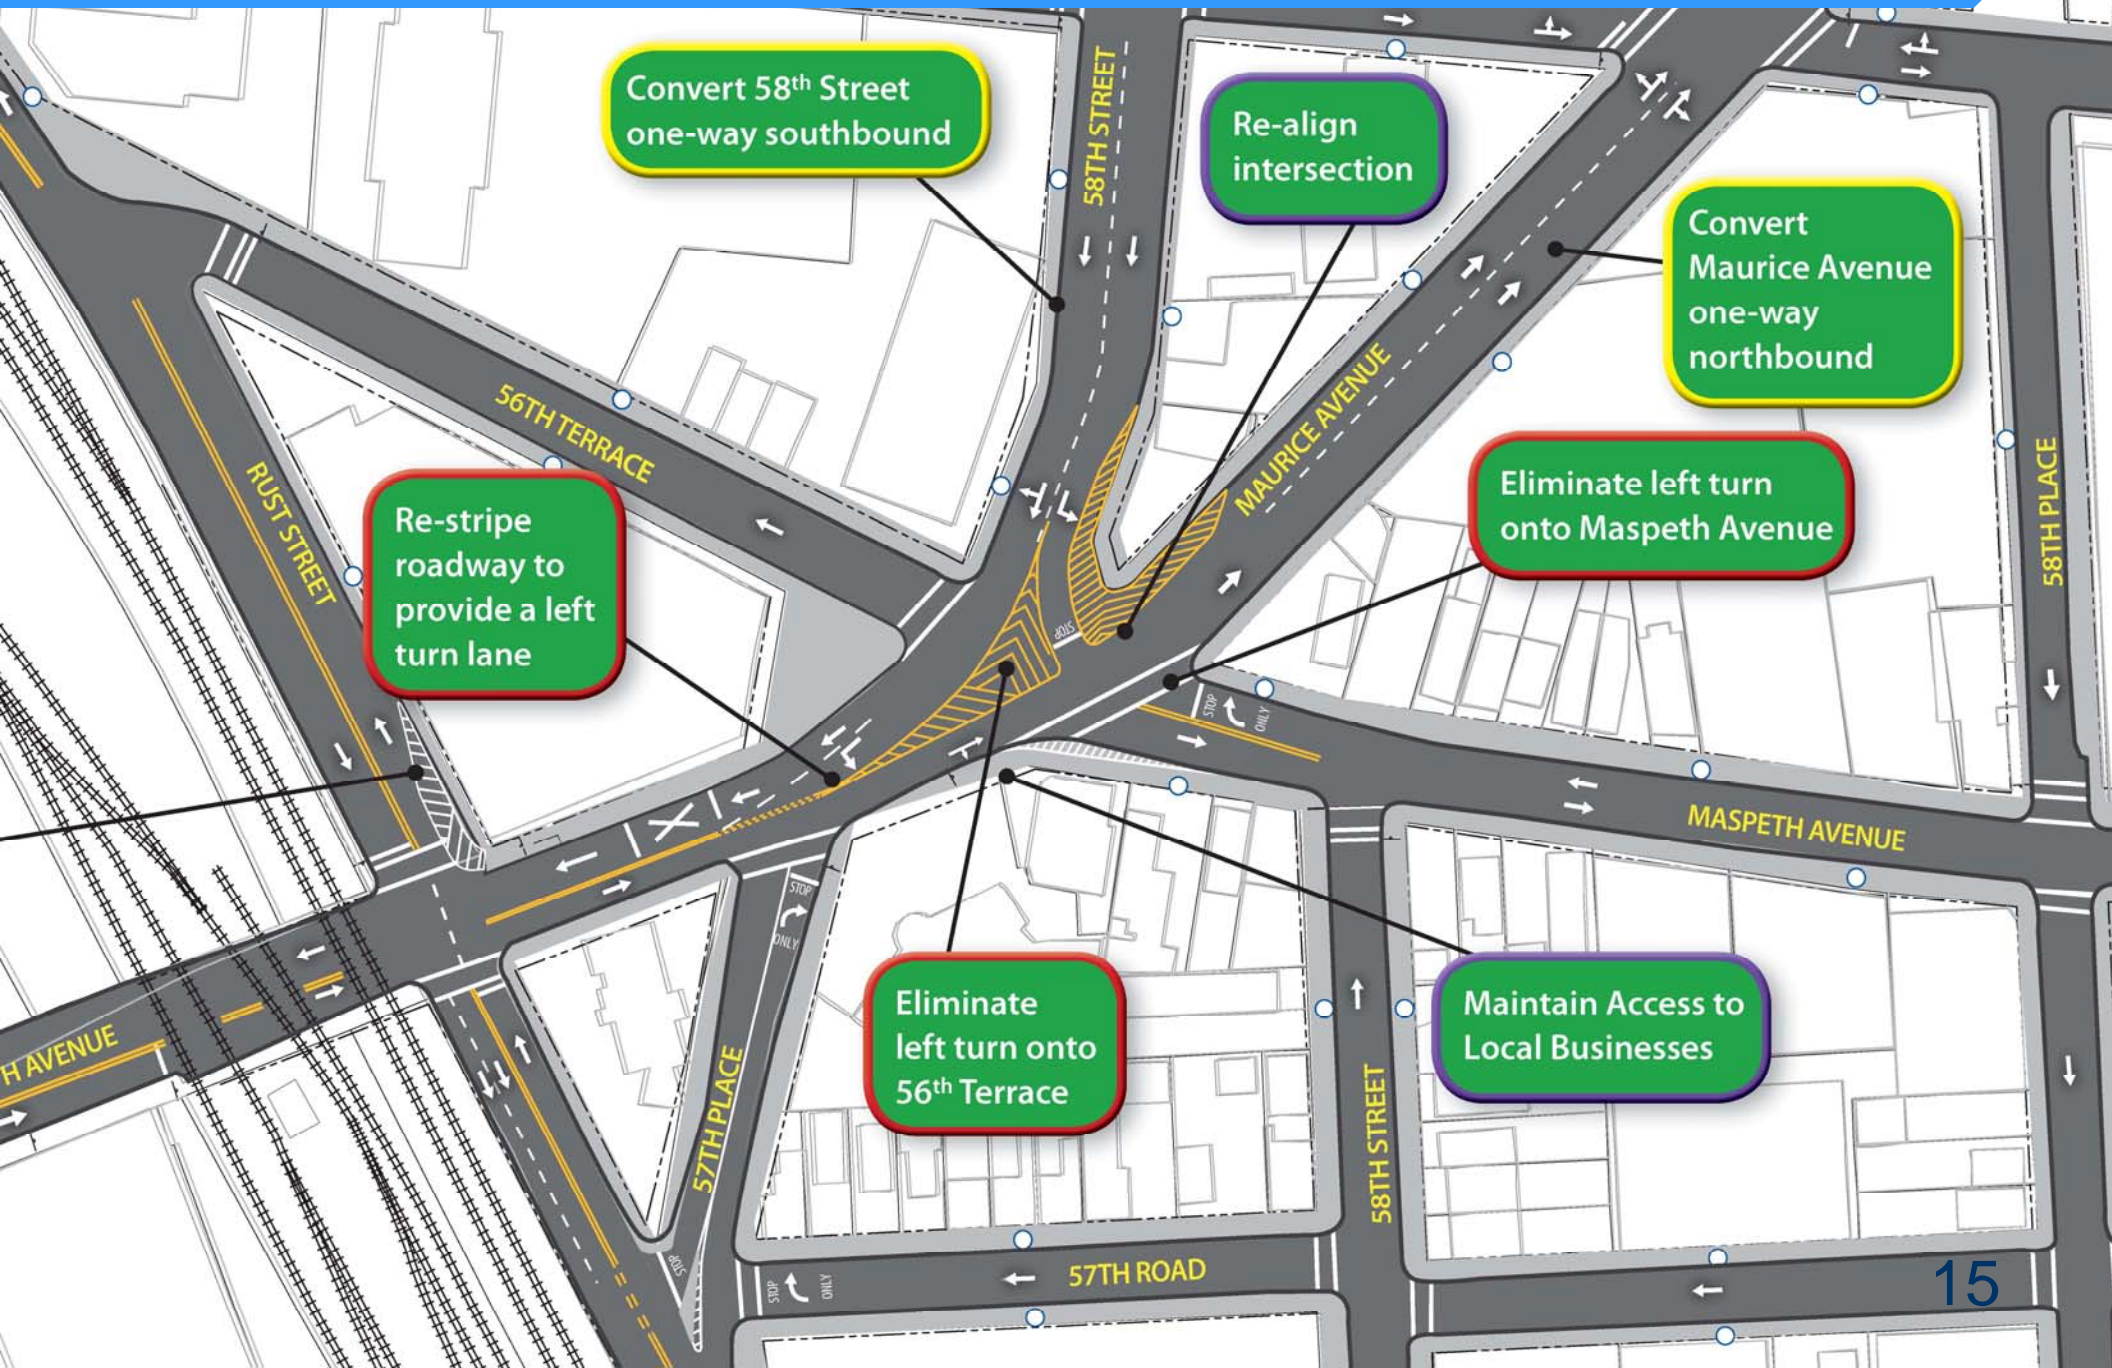 Convert 58th Street
one-way southbound
58TH STREET
Re-align
intersection
Convert
Maurice Avenue
one-way
northbound
56TH TERRACE
MAURICE AVENUE
Eliminate left turn
onto Maspeth Avenue
58TH PLACE
RUST STREET
Re-stripe
roadway to
provide a left
turn lane
STOP
STOP
ONLY
MASPETH AVENUE
STOP
ONLY
H AVENUE
57TH PLACE
Eliminate
left turn onto
56th Terrace
Maintain Access to
Local Businesses
58TH STREET
STOP
STOP
ONLY
57TH ROAD
15